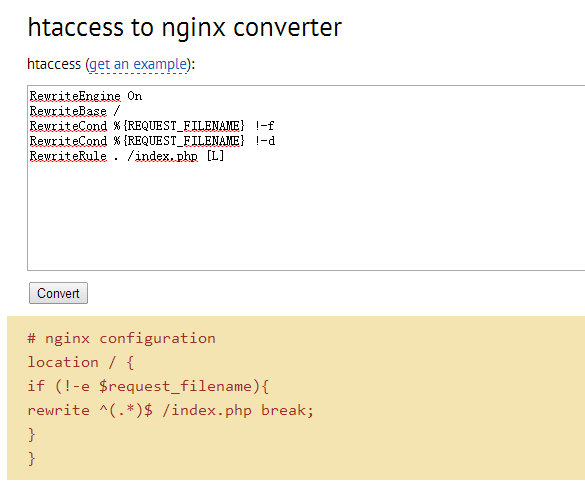 htaccess to nginx converter
htaccess (get an example):
RewriteEngine On
RewriteBase /
RewriteCond %{REQUEST_FILENAME} !-f
RewriteCond %{REQUEST_FILENAME} !-d
RewriteRule . /index.php [L]
Convert
# nginx configuration
location / {
if (!-e $request_filename){
rewrite ^(.*)$ /index.php break;
}
}